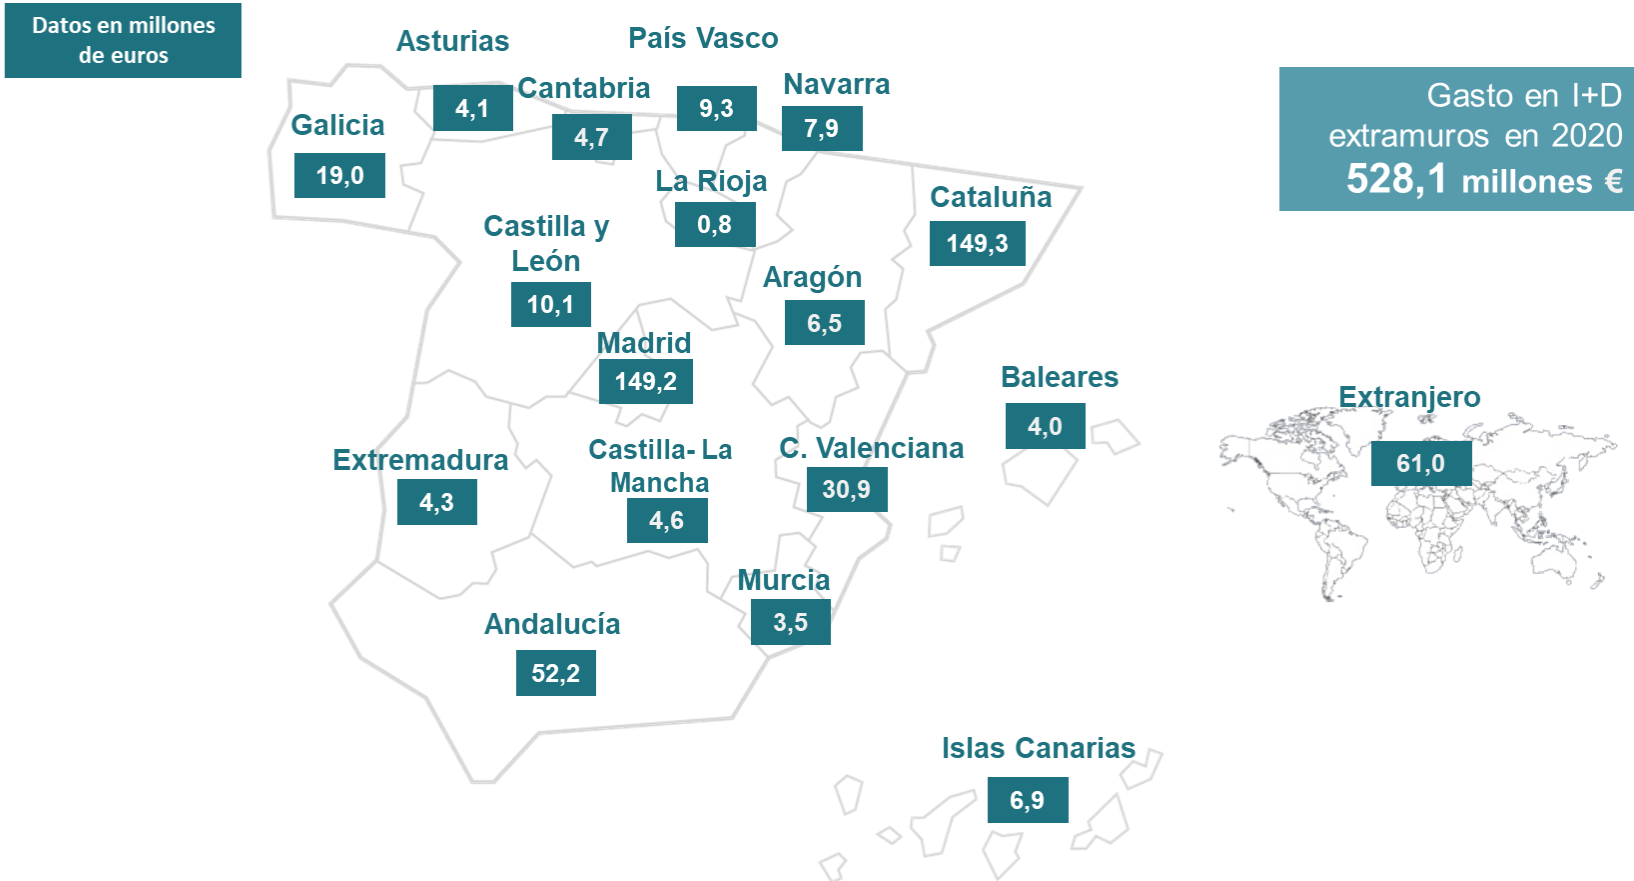 Datos en millones
de euros
Gasto en I+D
extramuros en 2020
528,1 millones €
Asturias
4,1
Cantabria
4,7
País Vasco
9,3
Navarra
7,9
Galicia
19,0
La Rioja
0,8
Cataluña
149,3
Castilla y
León
10,1
Aragón
6,5
Madrid
149,2
Baleares
4,0
Extranjero
61,0
Extremadura
4,3
Castilla- La
Mancha
4,6
C. Valenciana
30,9
Murcia
3,5
Andalucía
52,2
Islas Canarias
6,9